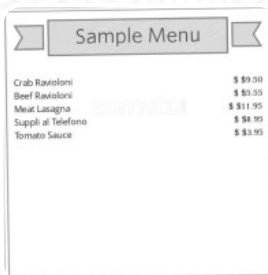 Sample Menu
Crab Ravioloni $ $9.50
Beef Ravioloni $ $5.55
Meat Lasagna $ $11.95
Suppli al Telefono $ $8.95
Tomato Sauce $ $3.95